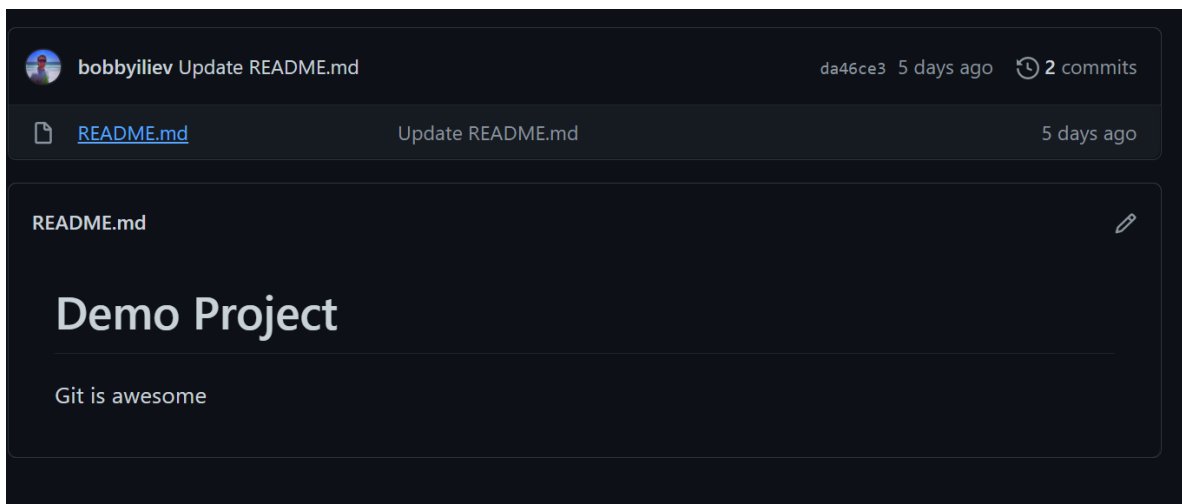 bobbyiliev Update README.md da46ce3 5 days ago 2 commits
README.md Update README.md 5 days ago
README.md
Demo Project
Git is awesome